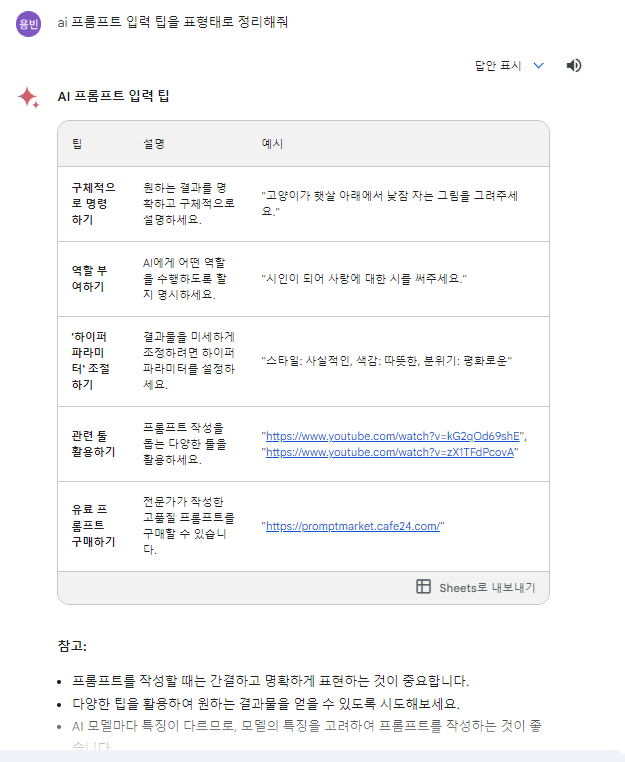 용빈
ai 프롬프트 입력 팁을 표형태로 정리해줘
답안 표시
AI 프롬프트 입력 팁
팁 설명 예시
구체적으
로 명령
하기
원하는 결과를 명
확하고 구체적으로
설명하세요.
"고양이가 햇살 아래에서 낮잠 자는 그림을 그려주세
요."
역할 부
여하기
AI에게 어떤 역할
을 수행하도록 할
지 명시하세요.
"시인이 되어 사랑에 대한 시를 써주세요."
'하이퍼
파라미
터' 조절
하기
결과물을 미세하게
조정하려면 하이퍼
파라미터를 설정하
세요.
"스타일: 사실적인, 색감: 따뜻한, 분위기: 평화로운"
관련 툴
활용하기
프롬프트 작성을
돕는 다양한 툴을
활용하세요.
"https://www.youtube.com/watch?v=kG2qOd69shE",
"https://www.youtube.com/watch?v=zX1TFdPcovA"
유료 프
롬프트
구매하기
전문가가 작성한
고품질 프롬프트를
구매할 수 있습니
다.
"https://promptmarket.cafe24.com/"
Sheets로 내보내기
참고:
• 프롬프트를 작성할 때는 간결하고 명확하게 표현하는 것이 중요합니다.
• 다양한 팁을 활용하여 원하는 결과물을 얻을 수 있도록 시도해보세요.
• AI 모델마다 특징이 다르므로, 모델의 특징을 고려하여 프롬프트를 작성하는 것이 좋
습니다.